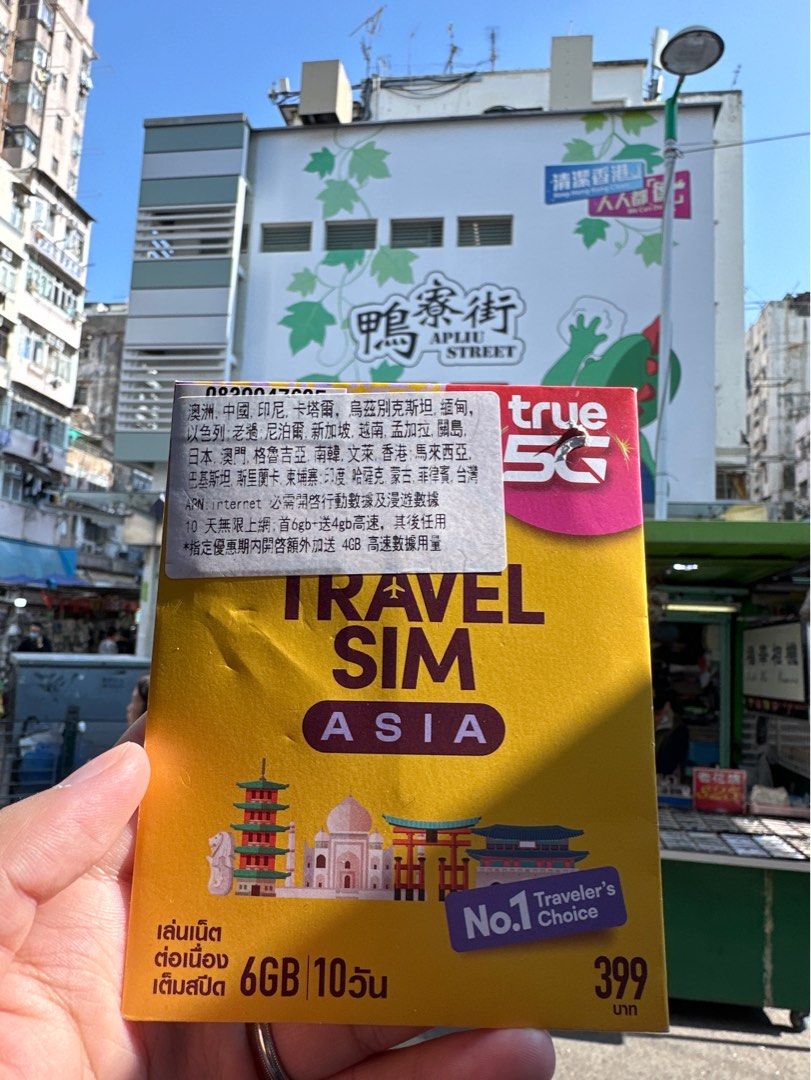 清潔香港
Keep Hong Kong Clean
人人都
鴨寮街
APLIU
STREET
澳洲, 中國, 印尼, 卡塔爾, 烏茲別克斯坦, 緬甸,
以色列, 老撾, 尼泊爾, 新加坡, 越南, 孟加拉, 關島,
日本, 澳門, 格魯吉亞, 南韓, 文萊, 香港, 馬來西亞,
巴基斯坦, 斯里蘭卡, 柬埔寨, 印度, 哈薩克, 蒙古, 菲律賓, 台灣
APN:internet 必需開啓行動數據及漫遊數據
10 天無限上網:首6gb+送4gb高速, 其後任用
*指定優惠期內開啓額外加送 4GB 高速數據用量
true
5G
TRAVEL
SIM
ASIA
No.1 Traveler's
Choice
เล่นเน็ต
ต่อเนื่อง
เต็มสปีด 6GB | 10วัน
399
บาท